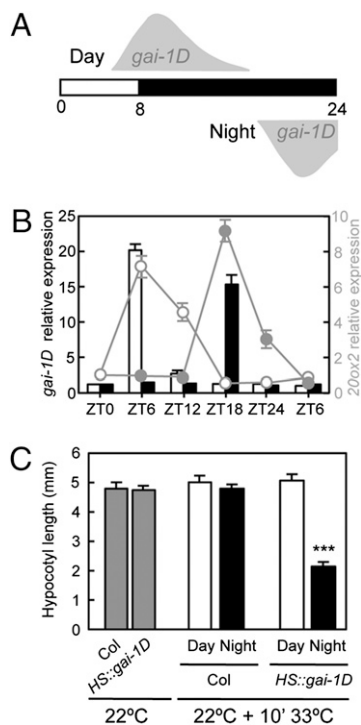 A
Day
gai-1D
0
8
24
Night
gai-1D
B
gai-1D relative expression
25
20
15
10
5
0
10
8
6
4
2
0
20ox2 relative expression
ZT0 ZT6 ZT12 ZT18 ZT24 ZT6
C
Hypocotyl length (mm)
6
5
4
3
2
1
0
***
Col
HS::gai-1D
Day Night
Day Night
Col
HS::gai-1D
22ºC
22ºC + 10' 33ºC